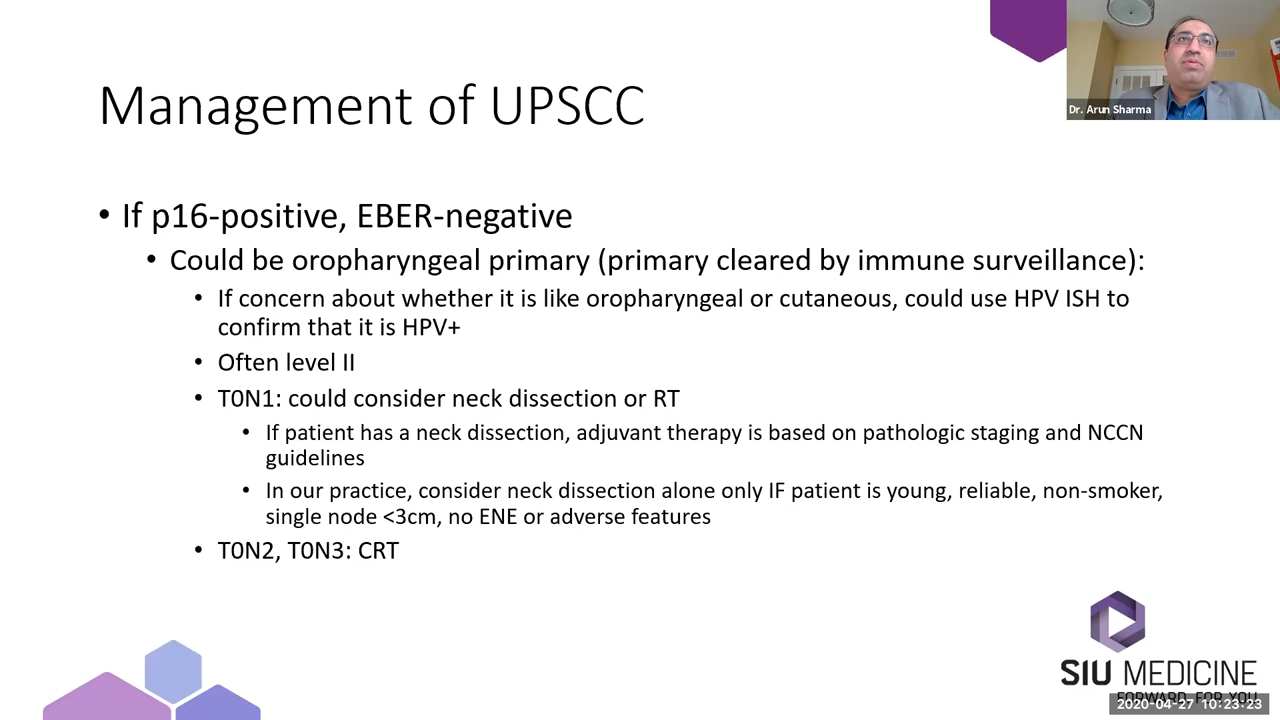 Management of UPSCC
Dr. Arun Sharma
• If p16-positive, EBER-negative
• Could be oropharyngeal primary (primary cleared by immune surveillance):
• If concern about whether it is like oropharyngeal or cutaneous, could use HPV ISH to
confirm that it is HPV+
• Often level II
• T0N1: could consider neck dissection or RT
• If patient has a neck dissection, adjuvant therapy is based on pathologic staging and NCCN
guidelines
• In our practice, consider neck dissection alone only IF patient is young, reliable, non-smoker,
single node <3cm, no ENE or adverse features
• T0N2, T0N3: CRT
SIU MEDICINE
FORWARD FOR YOU
2020-04-27 10:23:23